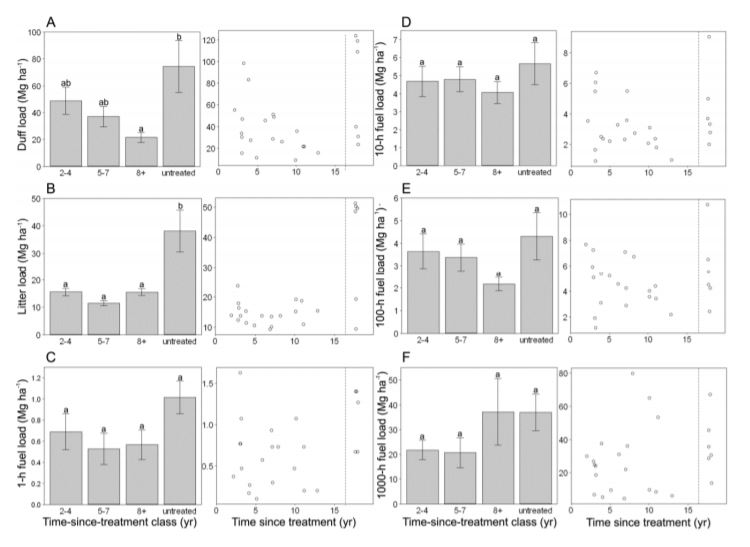 A
Duff load (Mg ha⁻¹)
100
80
60
40
20
0
ab
ab
a
b
2-4
5-7
8+
untreated
120
100
80
60
40
20
0
5
10
15
B
Litter load (Mg ha⁻¹)
50
40
30
20
10
0
a
a
a
b
2-4
5-7
8+
untreated
50
40
30
20
10
0
5
10
15
C
1-h fuel load (Mg ha⁻¹)
1.2
1.0
0.8
0.6
0.4
0.2
0.0
a
a
a
a
2-4
5-7
8+
untreated
Time-since-treatment class (yr)
1.5
1.0
0.5
0
5
10
15
Time since treatment (yr)
D
10-h fuel load (Mg ha⁻¹)
7
6
5
4
3
2
1
0
a
a
a
a
2-4
5-7
8+
untreated
8
6
4
2
0
5
10
15
E
100-h fuel load (Mg ha⁻¹)
6
5
4
3
2
1
0
a
a
a
a
2-4
5-7
8+
untreated
10
8
6
4
2
0
5
10
15
F
1000-h fuel load (Mg ha⁻¹)
50
40
30
20
10
0
a
a
a
a
2-4
5-7
8+
untreated
Time-since-treatment class (yr)
80
60
40
20
0
5
10
15
Time since treatment (yr)